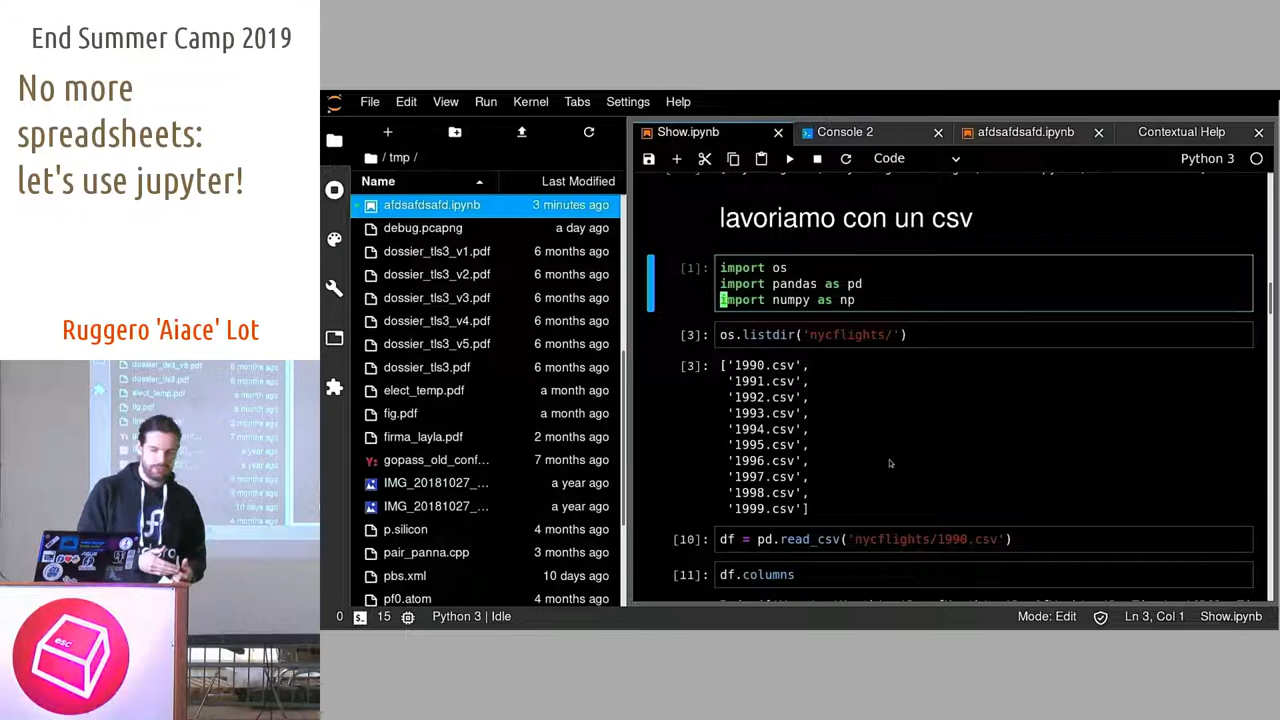 End Summer Camp 2019
No more
spreadsheets:
let's use jupyter!
Ruggero 'Aiace' Lot
esc
File Edit View Run Kernel Tabs Settings Help
/ tmp /
Name Last Modified
afdsafdsafd.ipynb 3 minutes ago
debug.pcapng a day ago
dossier_tls3_v1.pdf 6 months ago
dossier_tls3_v2.pdf 6 months ago
dossier_tls3_v3.pdf 6 months ago
dossier_tls3_v4.pdf 6 months ago
dossier_tls3_v5.pdf 6 months ago
dossier_tls3.pdf 6 months ago
elect_temp.pdf a month ago
fig.pdf a month ago
firma_layla.pdf 2 months ago
Y: gopass_old_conf... 7 months ago
IMG_20181027_... a year ago
IMG_20181027_... a year ago
p.silicon 4 months ago
pair_panna.cpp 3 months ago
pbs.xml 10 days ago
pf0.atom 4 months ago
Show.ipynb Console 2 afdsafdsafd.ipynb Contextual Help
Code Python 3
lavoriamo con un csv
[1]: import os
import pandas as pd
import numpy as np
[3]: os.listdir('nycflights/')
[3]: ['1990.csv',
'1991.csv',
'1992.csv',
'1993.csv',
'1994.csv',
'1995.csv',
'1996.csv',
'1997.csv',
'1998.csv',
'1999.csv']
[10]: df = pd.read_csv('nycflights/1990.csv')
[11]: df.columns
0 $_ 15 Python 3 | Idle Mode: Edit Ln 3, Col 1 Show.ipynb